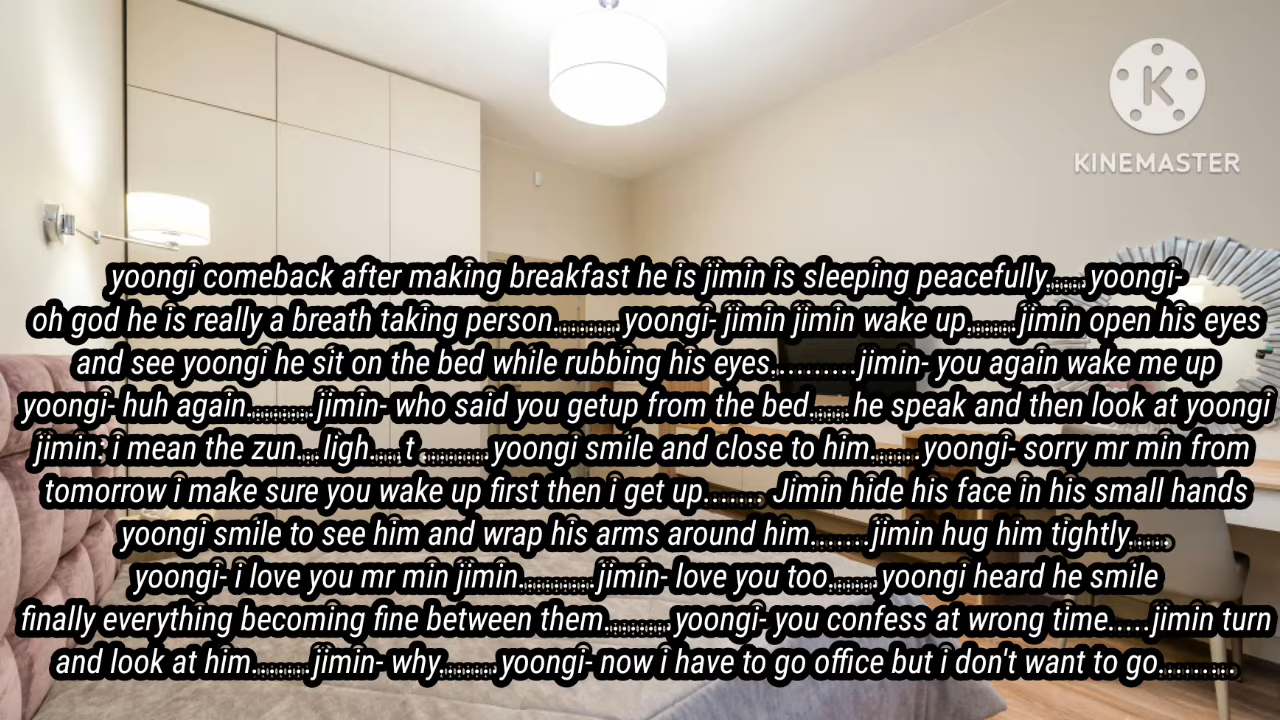 KINEMASTER
yoongi comeback after making breakfast he is jimin is sleeping peacefully.......yoongi-
oh god he is really a breath taking person..........yoongi- jimin jimin wake up........jimin open his eyes
and see yoongi he sit on the bed while rubbing his eyes..........jimin- you again wake me up
yoongi- huh again..........jimin- who said you getup from the bed......he speak and then look at yoongi
jimin; i mean the zun....ligh.....t ..........yoongi smile and close to him.......yoongi- sorry mr min from
tomorrow i make sure you wake up first then i get up........ Jimin hide his face in his small hands
yoongi smile to see him and wrap his arms around him........jimin hug him tightly......
yoongi- i love you mr min jimin...........jimin- love you too........yoongi heard he smile
finally everything becoming fine between them..........yoongi- you confess at wrong time.....jimin turn
and look at him.........jimin- why.........yoongi- now i have to go office but i don't want to go...........